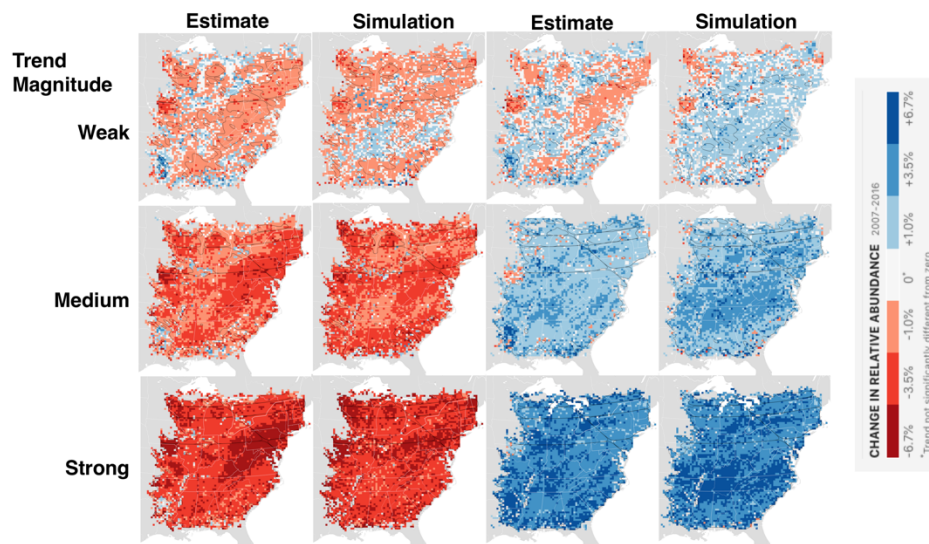 Estimate Simulation Estimate Simulation
Trend
Magnitude
Weak
Medium
Strong
CHANGE IN RELATIVE ABUNDANCE 2007-2016
-6.7% -3.5% -1.0% 0* +1.0% +3.5% +6.7%
*Trend not significantly different from zero